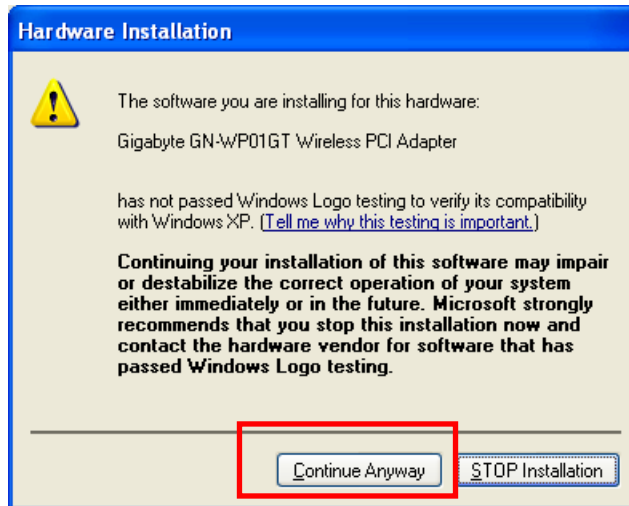 Hardware Installation
The software you are installing for this hardware:
Gigabyte GN-WP01GT Wireless PCI Adapter
has not passed Windows Logo testing to verify its compatibility
with Windows XP. (Tell me why this testing is important.)
Continuing your installation of this software may impair
or destabilize the correct operation of your system
either immediately or in the future. Microsoft strongly
recommends that you stop this installation now and
contact the hardware vendor for software that has
passed Windows Logo testing.
Continue Anyway STOP Installation